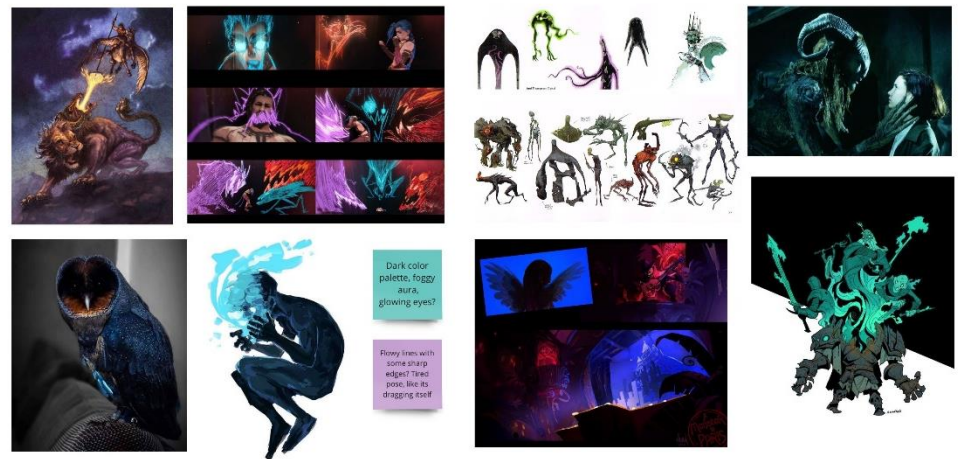 Dark color
palette, foggy
aura,
glowing eyes?
Flowy lines with
some sharp
edges? Tired
pose, like its
dragging itself